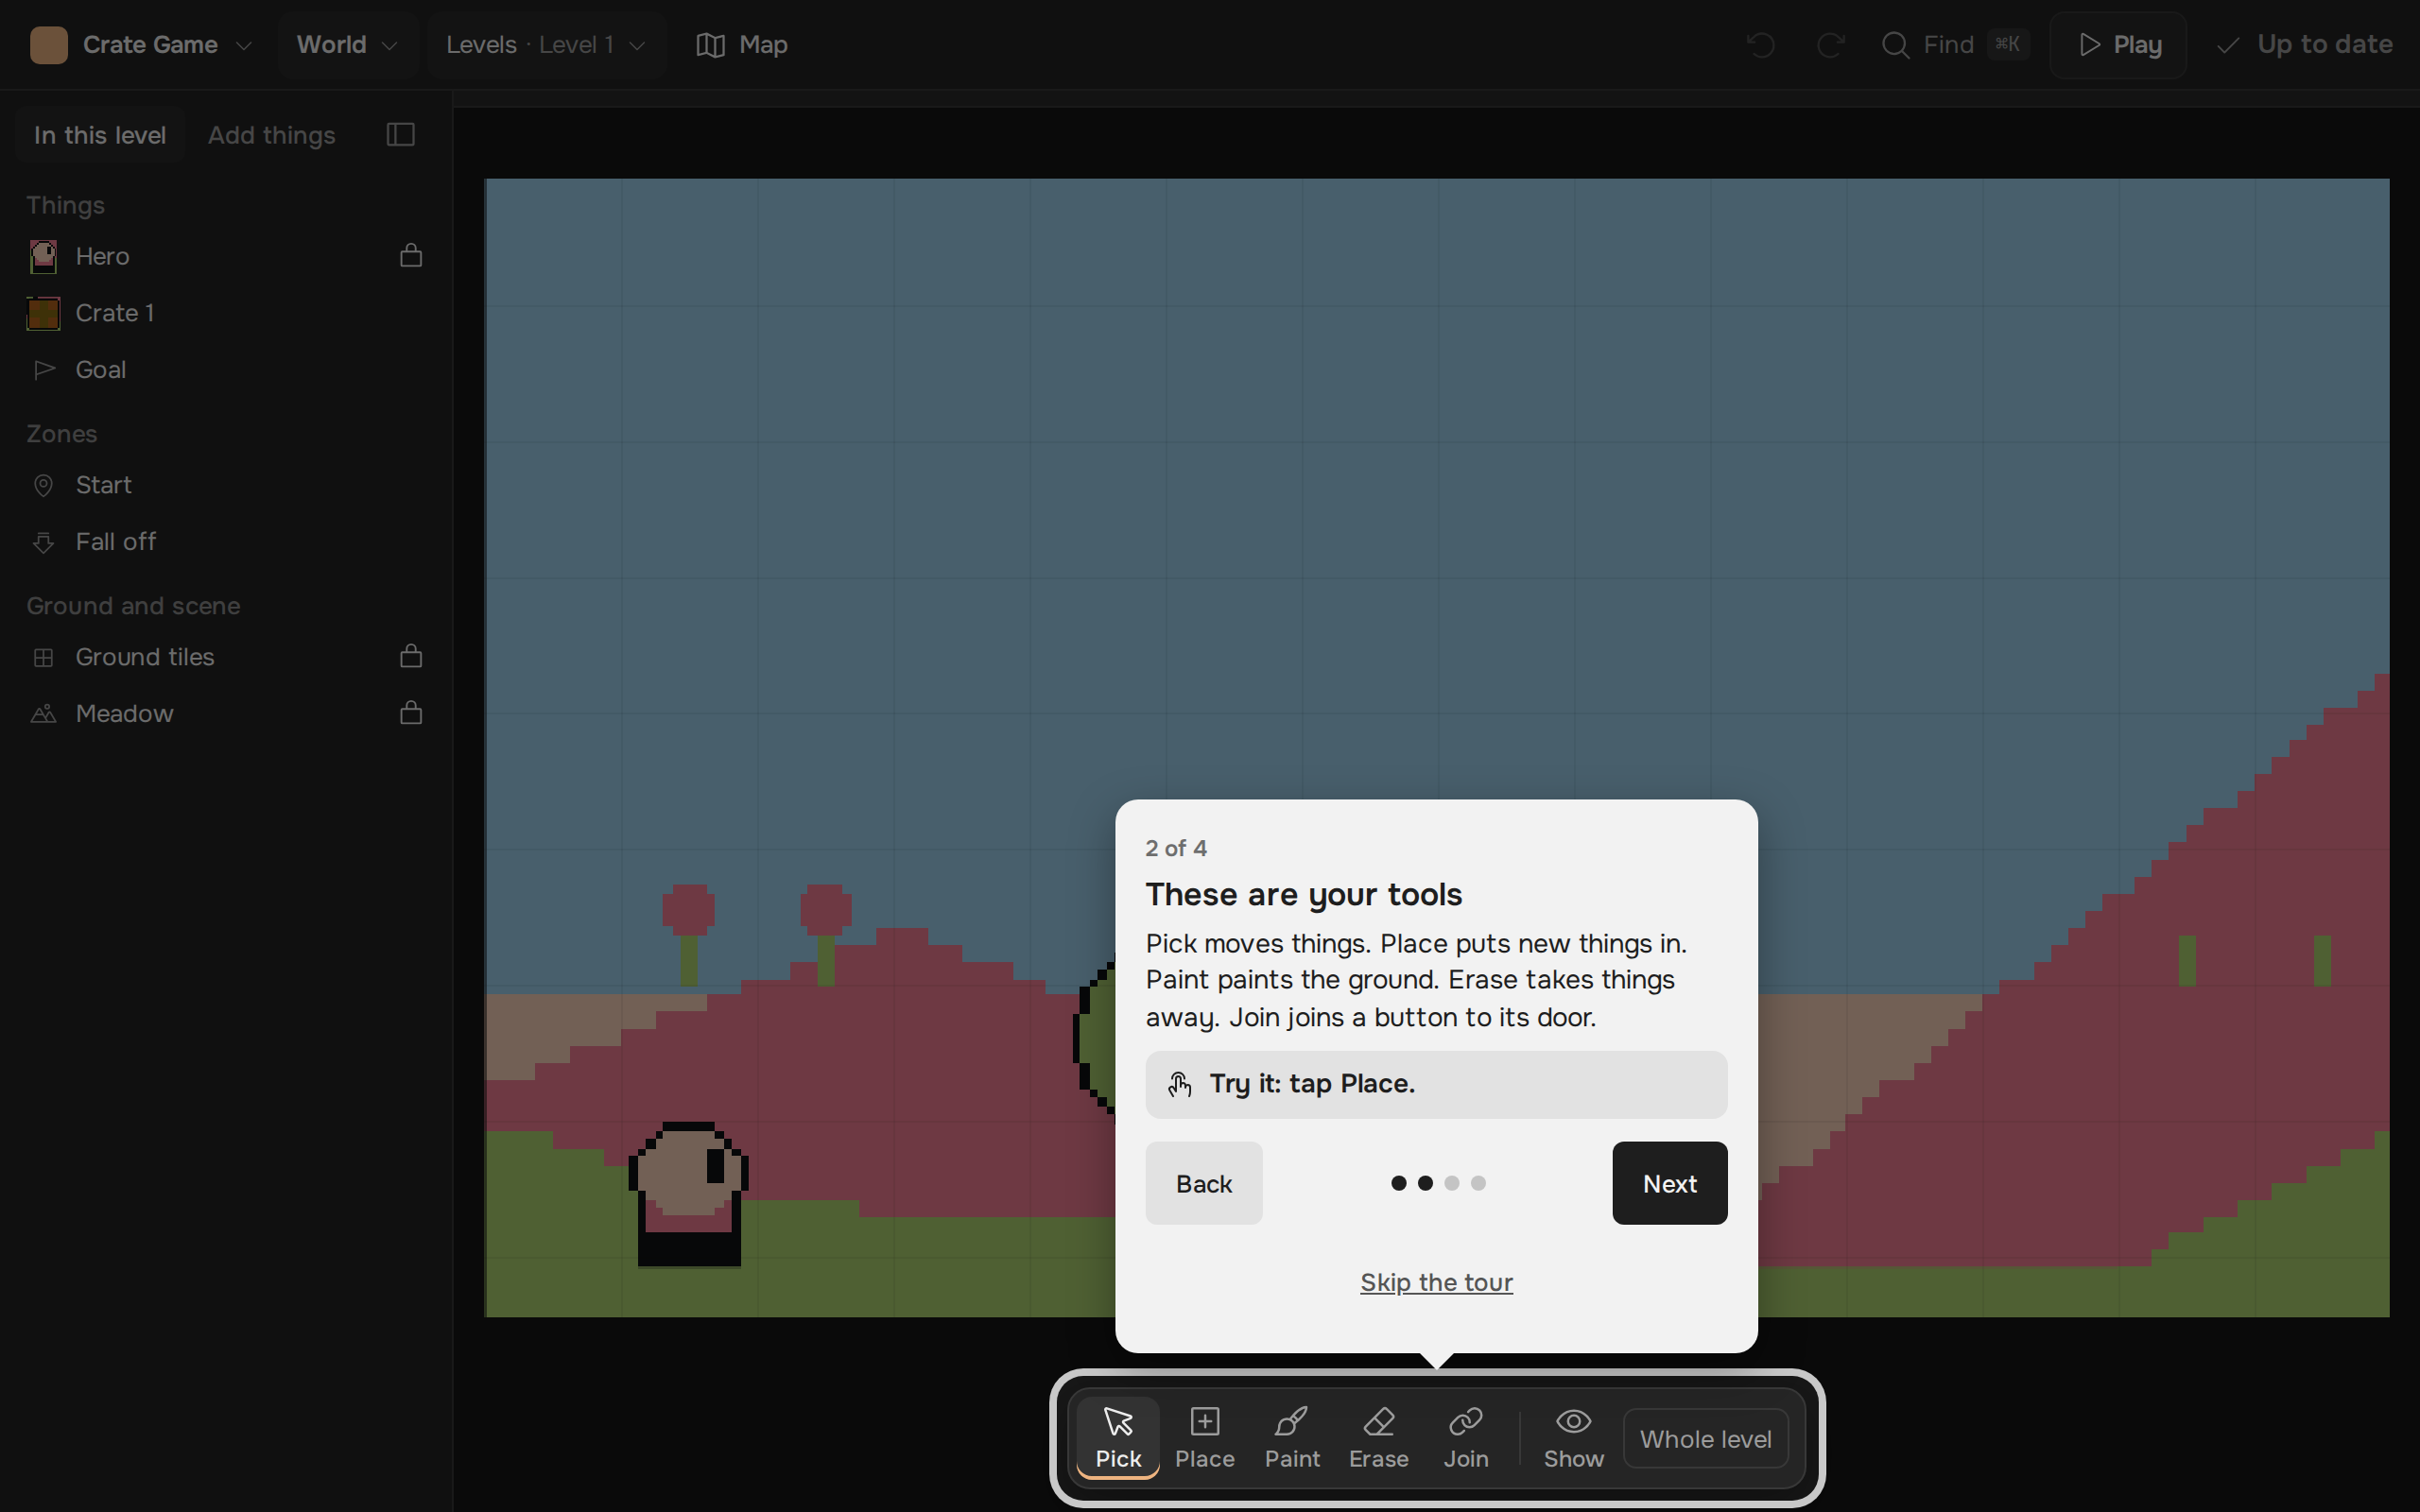 Crate Game
World
Levels · Level 1
Map
Find ⌘K
Play
Up to date
In this level
Add things
Things
Hero
Crate 1
Goal
Zones
Start
Fall off
Ground and scene
Ground tiles
Meadow
2 of 4
These are your tools
Pick moves things. Place puts new things in.
Paint paints the ground. Erase takes things
away. Join joins a button to its door.
Try it: tap Place.
Back
Next
Skip the tour
Pick
Place
Paint
Erase
Join
Show
Whole level